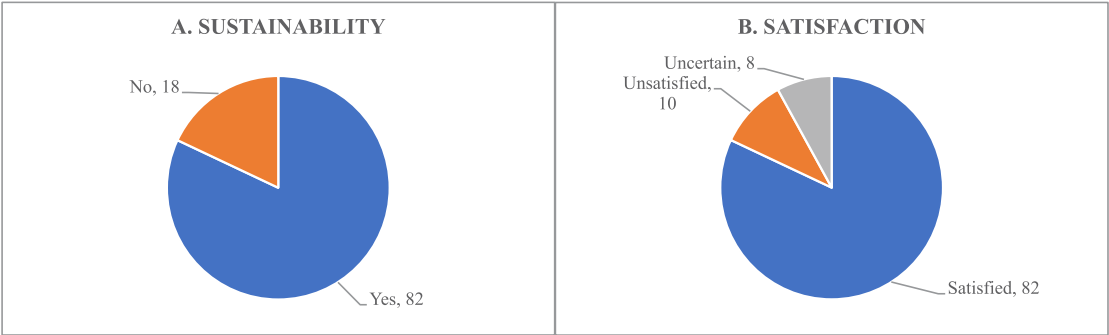 A. SUSTAINABILITY
No, 18
Yes, 82
B. SATISFACTION
Uncertain, 8
Unsatisfied,
10
Satisfied, 82